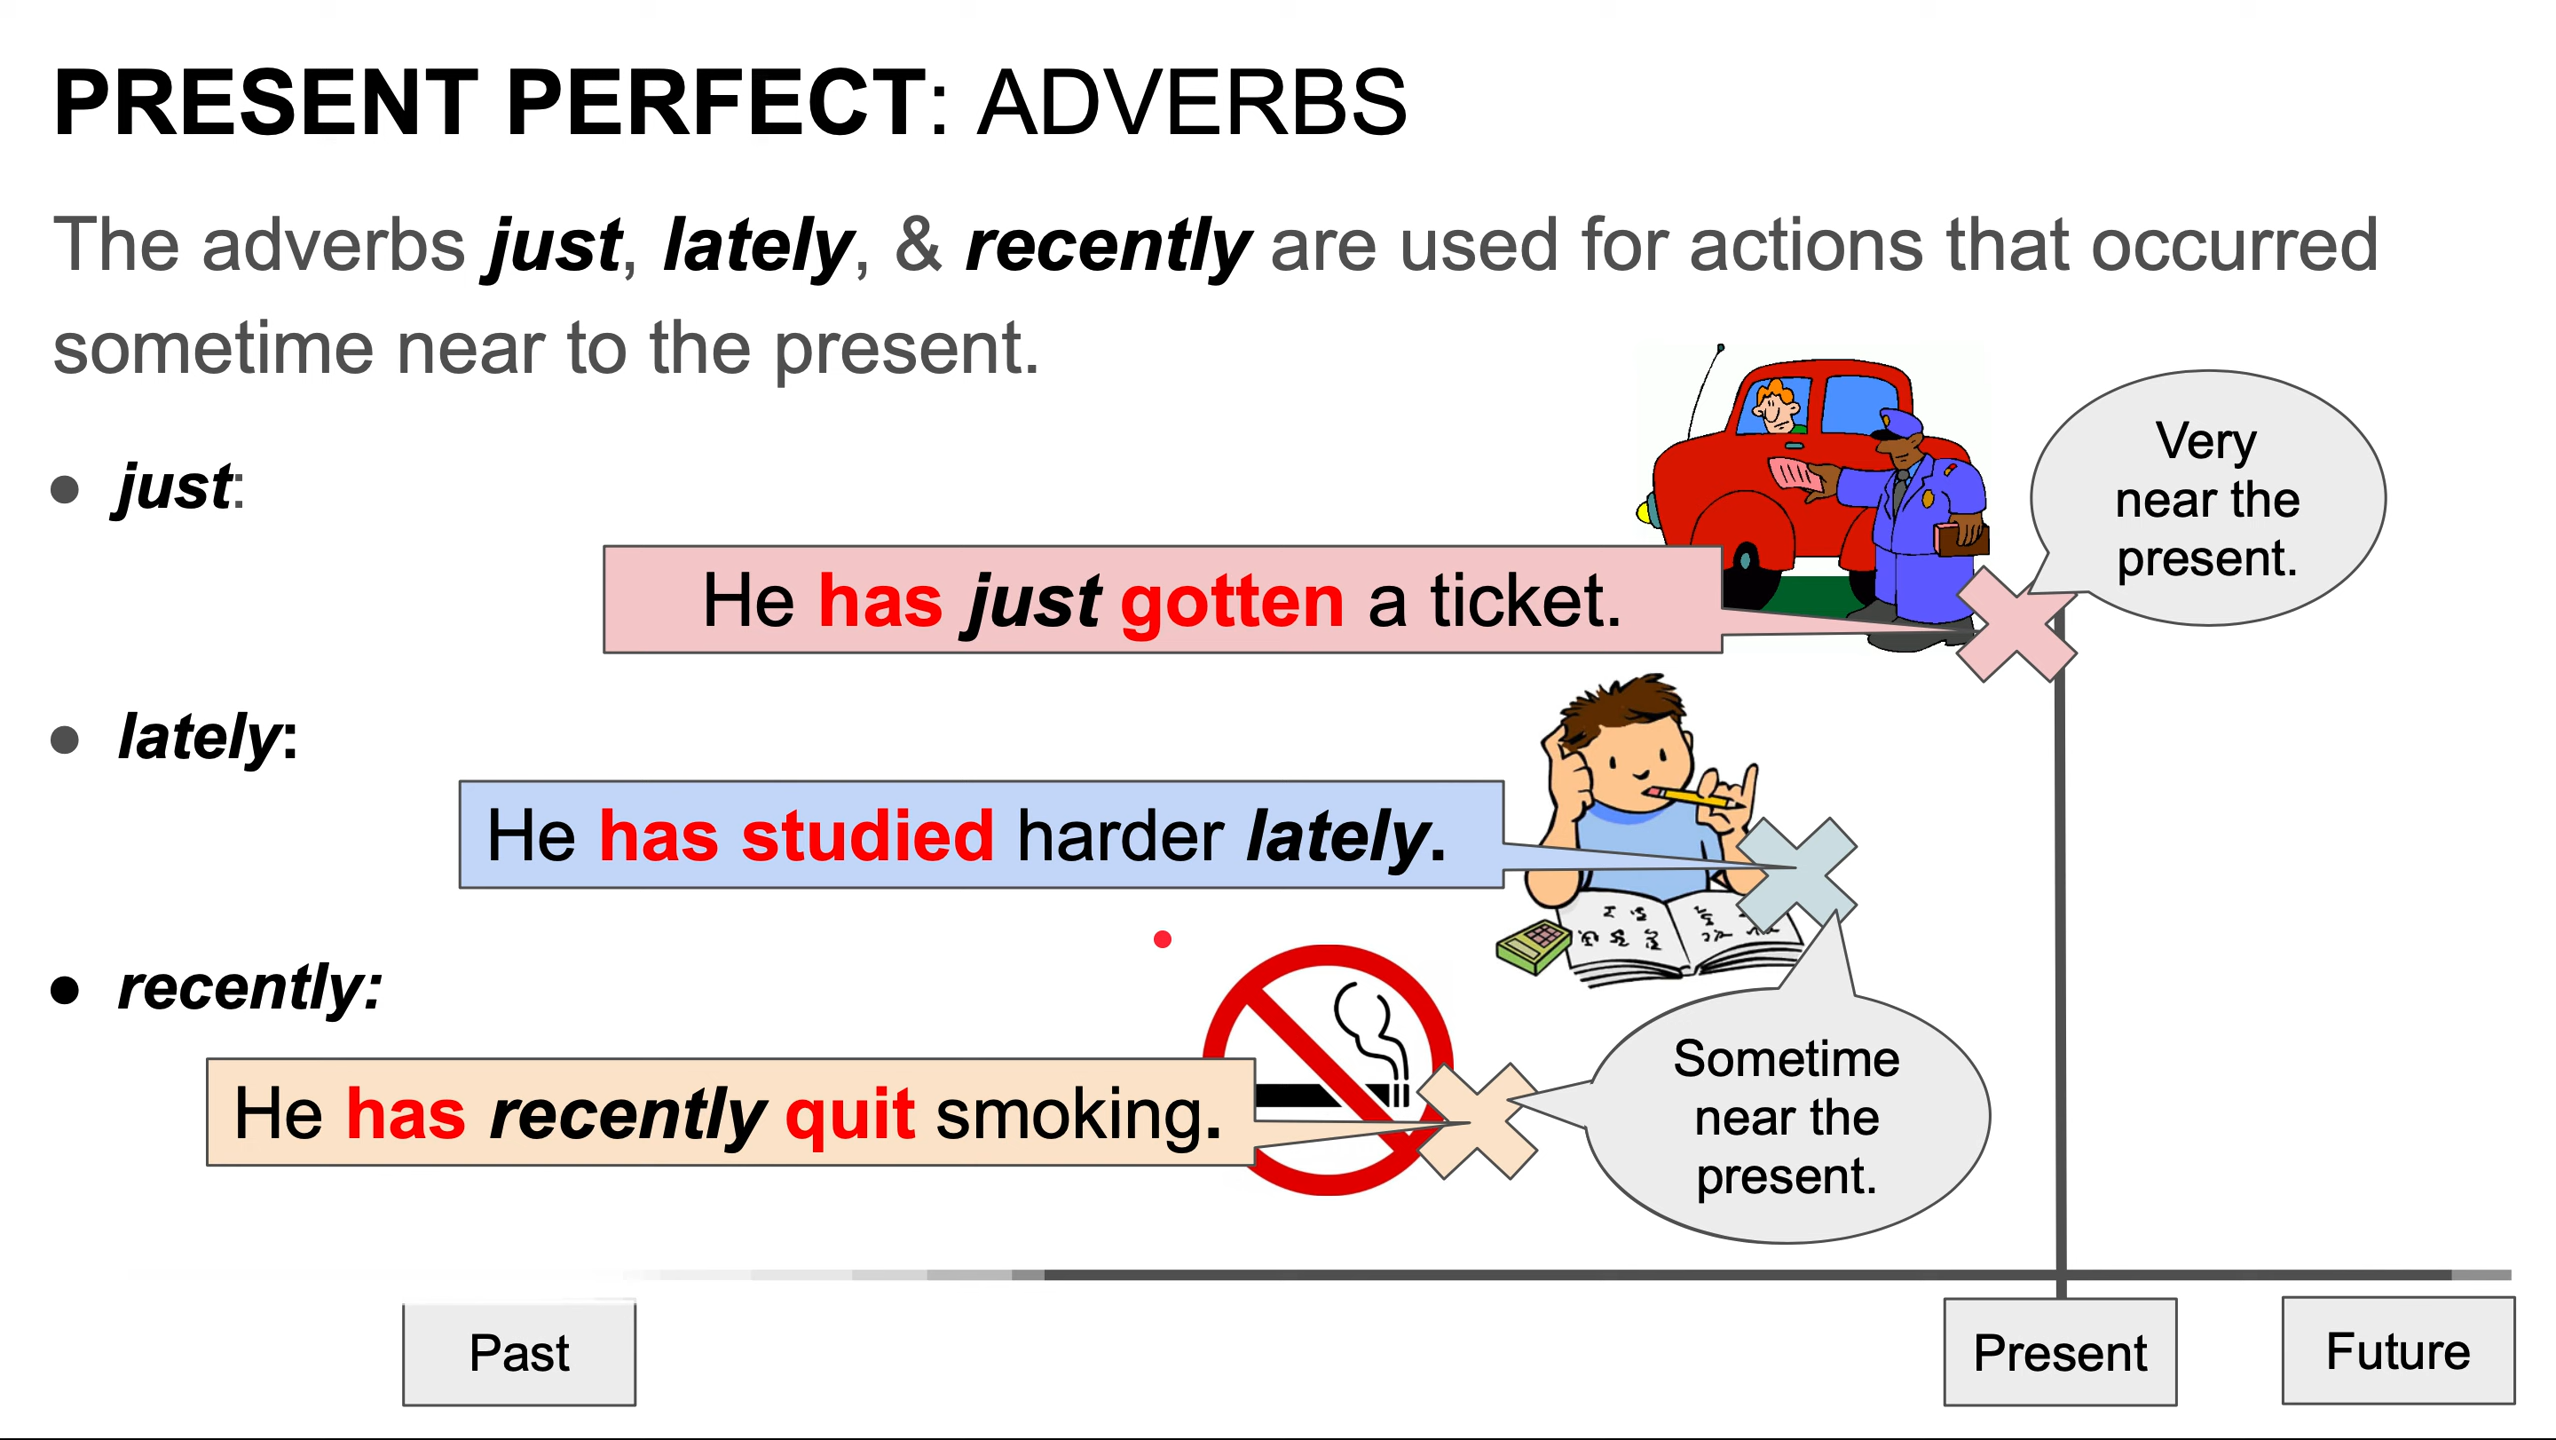 PRESENT PERFECT: ADVERBS
The adverbs just, lately, & recently are used for actions that occurred
sometime near to the present.
● just:
Very
near the
present.
He has just gotten a ticket.
● lately:
He has studied harder lately.
● recently:
He has recently quit smoking.
Sometime
near the
present.
Past
Present
Future